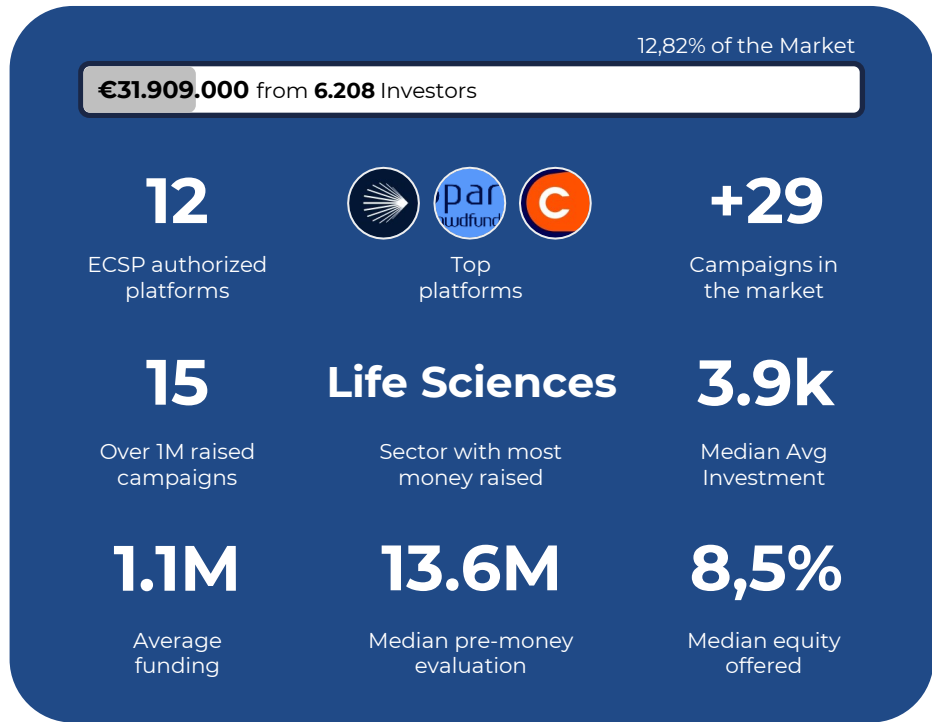 12,82% of the Market
€31.909.000 from 6.208 Investors
12
ECSP authorized
platforms
par
wdfund
C
Top
platforms
+29
Campaigns in
the market
15
Over 1M raised
campaigns
Life Sciences
Sector with most
money raised
3.9k
Median Avg
Investment
1.1M
Average
funding
13.6M
Median pre-money
evaluation
8,5%
Median equity
offered